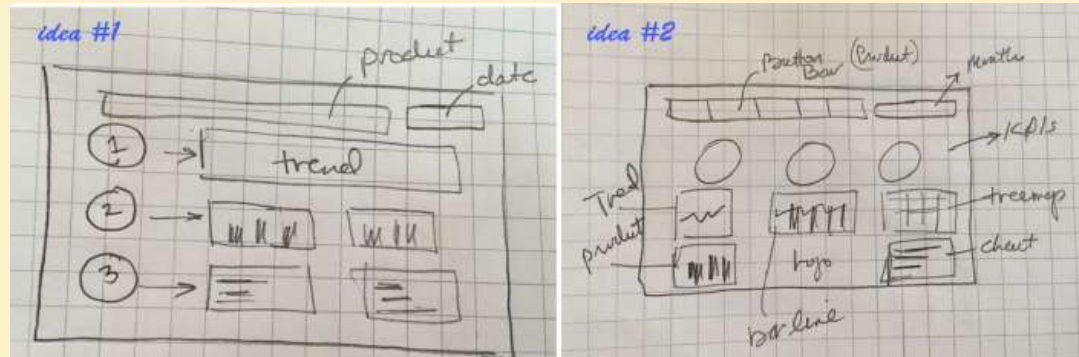 idea #1
product
date
1
trend
2
3
idea #2
Button
Bar (Product)
Months
KPIs
Trend
treemap
product
chart
logo
bar line